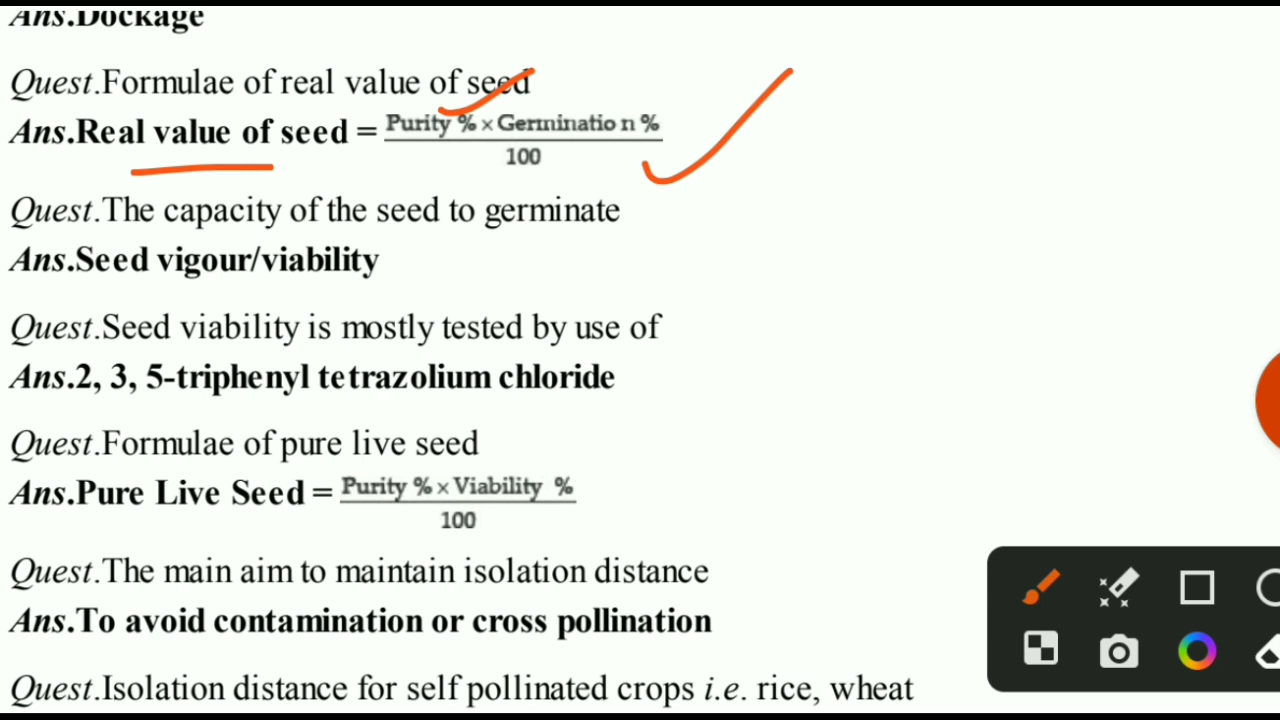 Ans.Dockage
Quest.Formulae of real value of seed
Ans.Real value of seed = Purity % × Germinatio n % / 100
Quest.The capacity of the seed to germinate
Ans.Seed vigour/viability
Quest.Seed viability is mostly tested by use of
Ans.2, 3, 5-triphenyl tetrazolium chloride
Quest.Formulae of pure live seed
Ans.Pure Live Seed = Purity % × Viability % / 100
Quest.The main aim to maintain isolation distance
Ans.To avoid contamination or cross pollination
Quest.Isolation distance for self pollinated crops i.e. rice, wheat